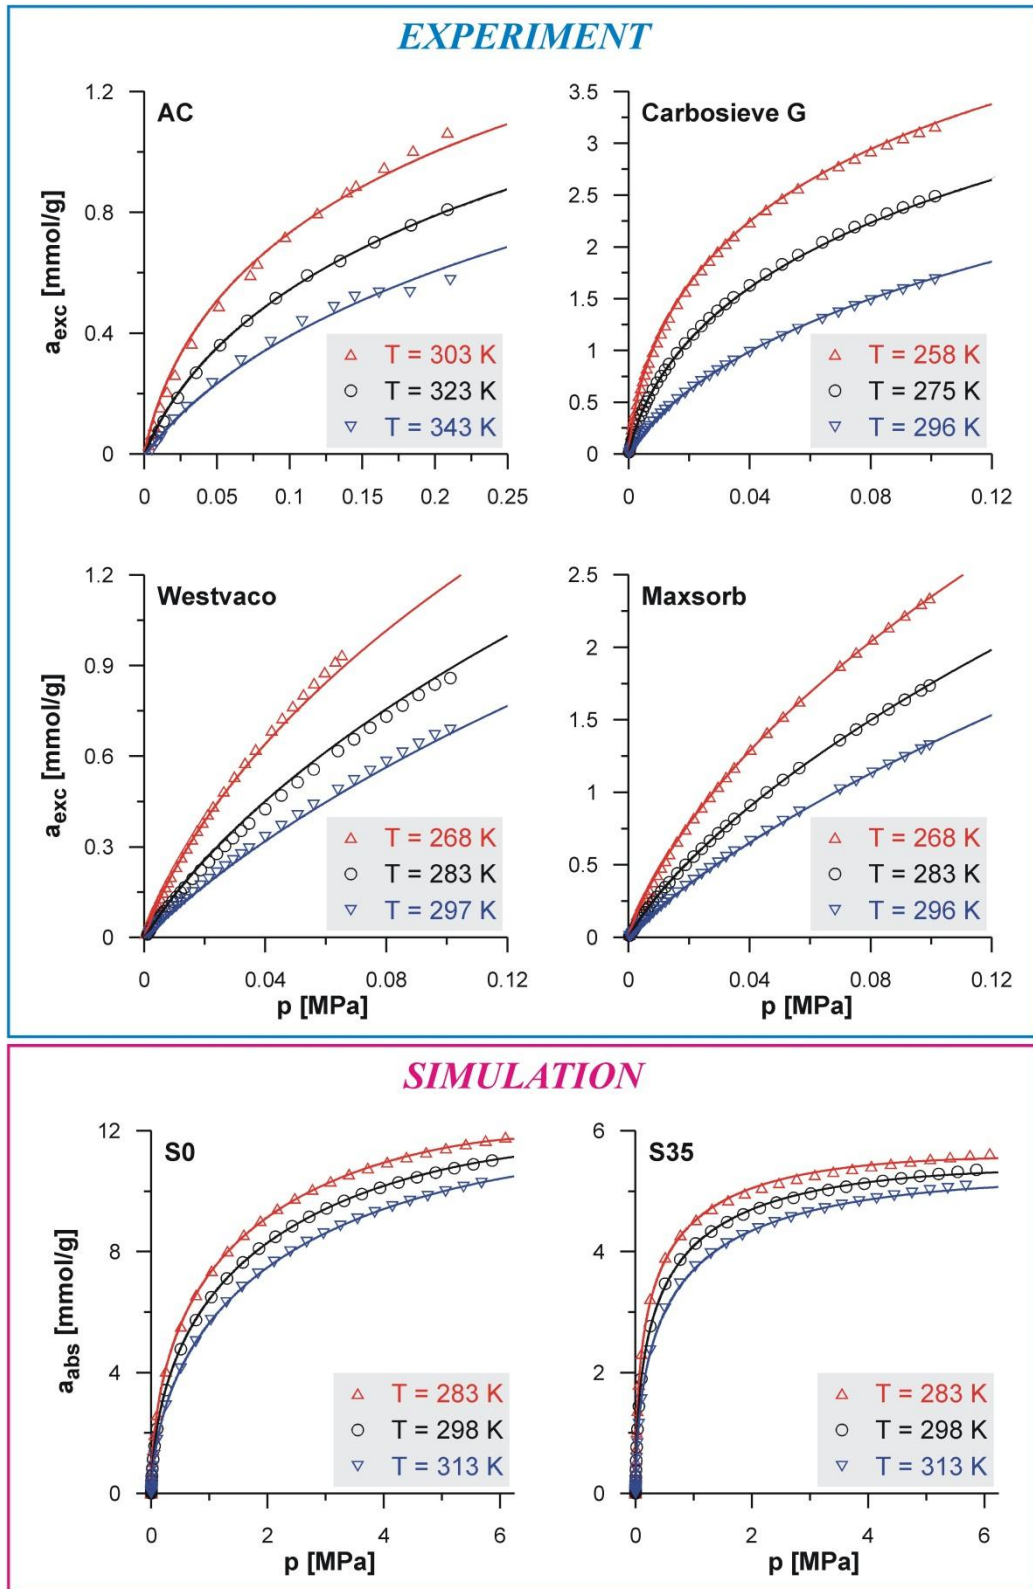 EXPERIMENT
AC
a_exc [mmol/g]
1.2
0.8
0.4
0
0 0.05 0.1 0.15 0.2 0.25
T = 303 K
T = 323 K
T = 343 K
Carbosieve G
3.5
3
2.5
2
1.5
1
0.5
0
0 0.04 0.08 0.12
T = 258 K
T = 275 K
T = 296 K
Westvaco
a_exc [mmol/g]
1.2
0.9
0.6
0.3
0
0 0.04 0.08 0.12
p [MPa]
T = 268 K
T = 283 K
T = 297 K
Maxsorb
2.5
2
1.5
1
0.5
0
0 0.04 0.08 0.12
p [MPa]
T = 268 K
T = 283 K
T = 296 K
SIMULATION
S0
a_abs [mmol/g]
12
8
4
0
0 2 4 6
p [MPa]
T = 283 K
T = 298 K
T = 313 K
S35
6
4
2
0
0 2 4 6
p [MPa]
T = 283 K
T = 298 K
T = 313 K